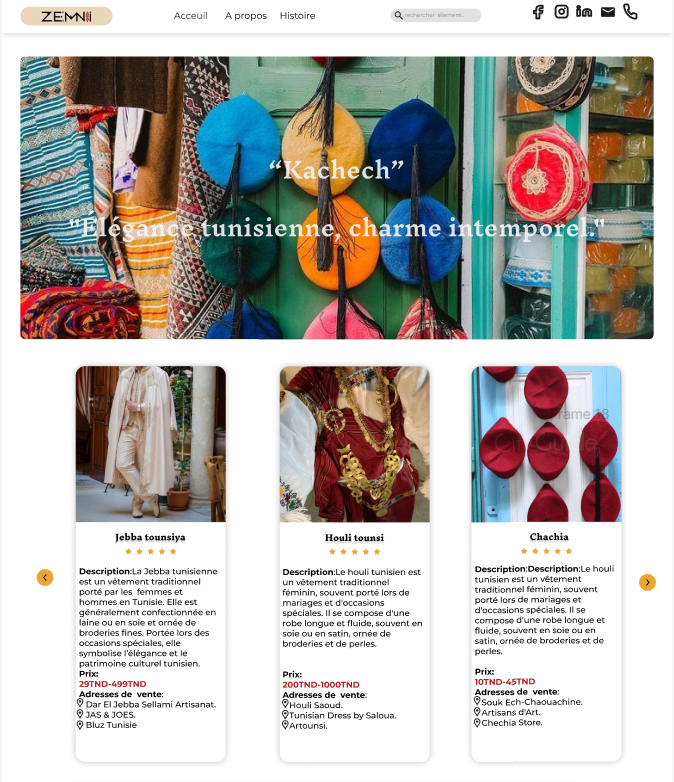 ZEMNII
Acceuil A propos Histoire
rechercher element..
“Kachech”
"Élégance tunisienne, charme intemporel."
rame 18
Jebba tounsiya
Description:La Jebba tunisienne
est un vêtement traditionnel
porté par les femmes et
hommes en Tunisie. Elle est
généralement confectionnée en
laine ou en soie et ornée de
broderies fines. Portée lors des
occasions spéciales, elle
symbolise l'élégance et le
patrimoine culturel tunisien.
Prix:
29TND-499TND
Adresses de vente:
Dar El Jebba Sellami Artisanat.
JAS & JOES.
Bluz Tunisie
Houli tounsi
Description:Le houli tunisien est
un vêtement traditionnel
féminin, souvent porté lors de
mariages et d'occasions
spéciales. Il se compose d'une
robe longue et fluide, souvent en
soie ou en satin, ornée de
broderies et de perles.
Prix:
200TND-1000TND
Adresses de vente:
Houli Saoud.
Tunisian Dress by Saloua.
Artounsi.
Chachia
Description:Description:Le houli
tunisien est un vêtement
traditionnel féminin, souvent
porté lors de mariages et
d'occasions spéciales. Il se
compose d'une robe longue et
fluide, souvent en soie ou en
satin, ornée de broderies et de
perles.
Prix:
10TND-45TND
Adresses de vente:
Souk Ech-Chaouachine.
Artisans d'Art.
Chechia Store.